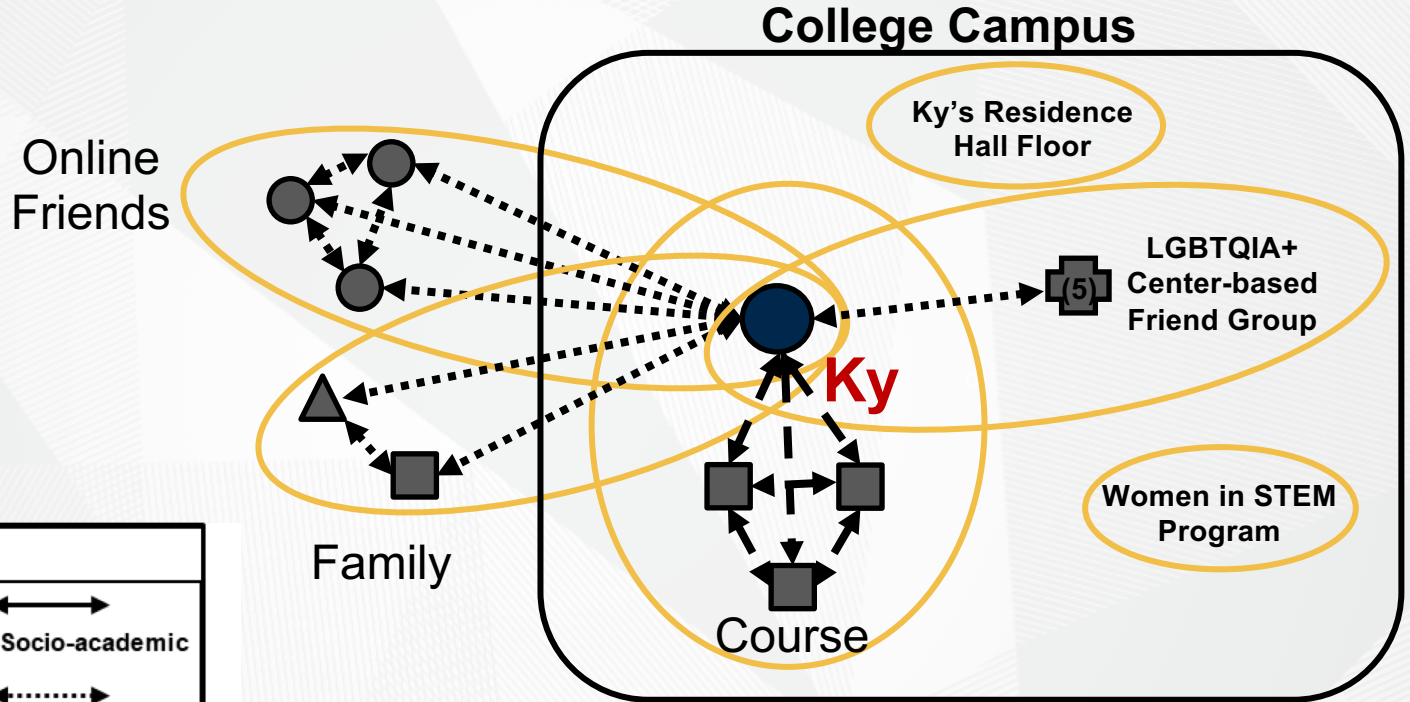 College Campus
Ky's Residence
Hall Floor
Online
Friends
LGBTQIA+
Center-based
Friend Group
(5)
Ky
Women in STEM
Program
Family
Course
Socio-academic